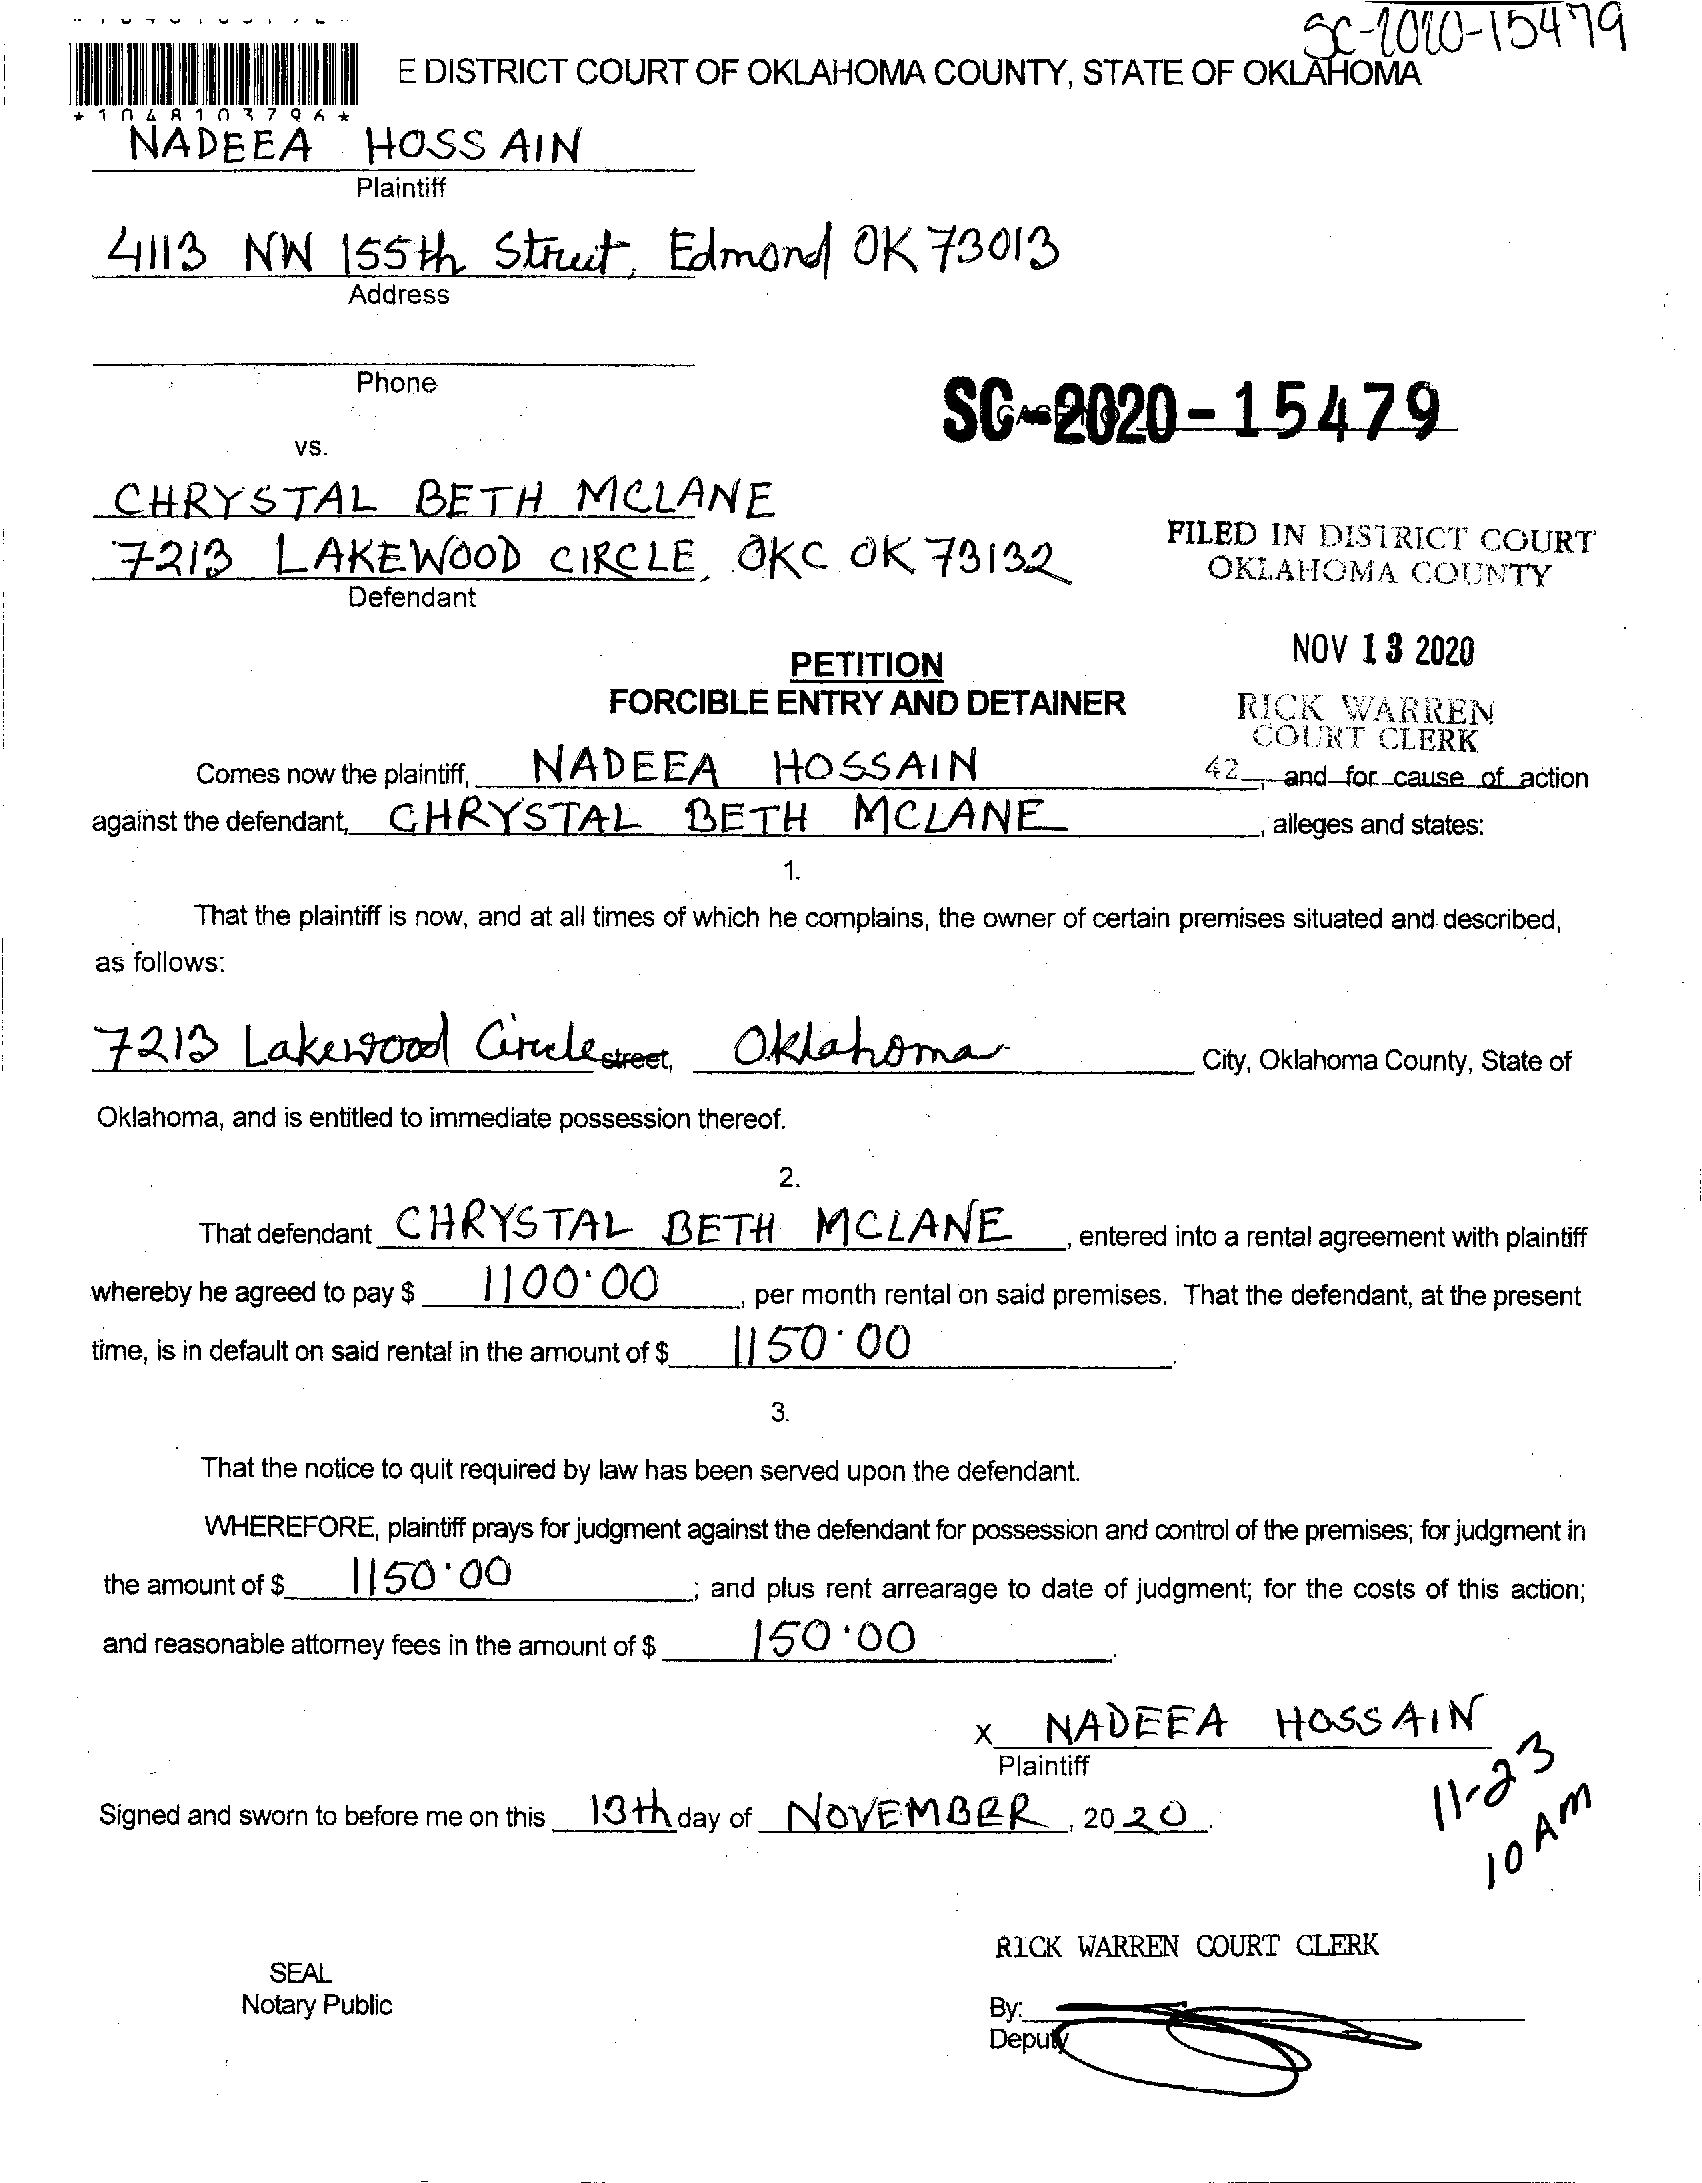 SC-2020-15479
E DISTRICT COURT OF OKLAHOMA COUNTY, STATE OF OKLAHOMA
*1048103796*
NADEEA HOSSAIN
Plaintiff
4113 NW 155th Street, Edmond OK 73013
Address
Phone
SC-2020-15479
vs.
CHRYSTAL BETH MCLANE
7213 LAKEWOOD CIRCLE, OKC OK 73132
Defendant
FILED IN DISTRICT COURT
OKLAHOMA COUNTY
NOV 13 2020
RICK WARREN
COURT CLERK
42
PETITION
FORCIBLE ENTRY AND DETAINER
Comes now the plaintiff, NADEEA HOSSAIN, and for cause of action
against the defendant, CHRYSTAL BETH MCLANE, alleges and states:
1.
That the plaintiff is now, and at all times of which he complains, the owner of certain premises situated and described,
as follows:
7213 Lakewood Circle street, Oklahoma City, Oklahoma County, State of
Oklahoma, and is entitled to immediate possession thereof.
2.
That defendant CHRYSTAL BETH MCLANE, entered into a rental agreement with plaintiff
whereby he agreed to pay $ 1100.00, per month rental on said premises. That the defendant, at the present
time, is in default on said rental in the amount of $ 1150.00.
3.
That the notice to quit required by law has been served upon the defendant.
WHEREFORE, plaintiff prays for judgment against the defendant for possession and control of the premises; for judgment in
the amount of $ 1150.00; and plus rent arrearage to date of judgment; for the costs of this action;
and reasonable attorney fees in the amount of $ 150.00.
X NADEEA HOSSAIN
Plaintiff
Signed and sworn to before me on this 13th day of NOVEMBER, 2020.
11-23
10 AM
RICK WARREN COURT CLERK
SEAL
Notary Public
By:
Deputy